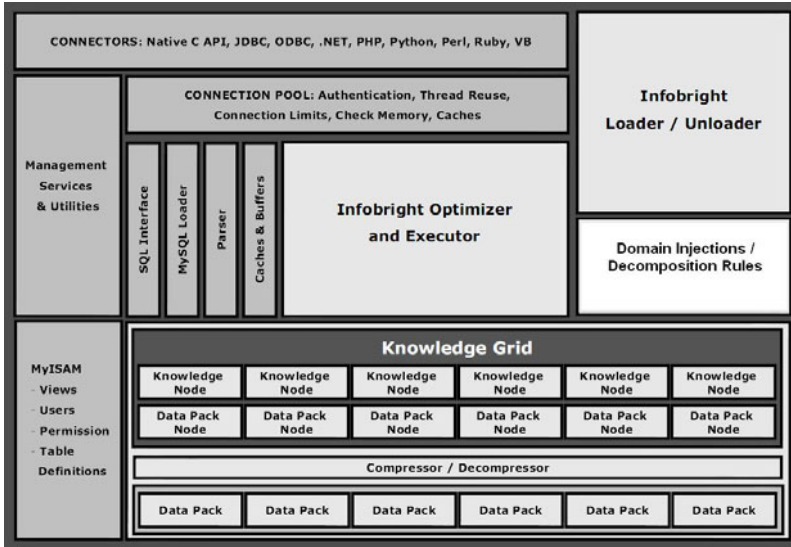 CONNECTORS: Native C API, JDBC, ODBC, .NET, PHP, Python, Perl, Ruby, VB
Infobright
Loader / Unloader
Management
Services
& Utilities
CONNECTION POOL: Authentication, Thread Reuse,
Connection Limits, Check Memory, Caches
SQL Interface
MySQL Loader
Parser
Caches & Buffers
Infobright Optimizer
and Executor
Domain Injections /
Decomposition Rules
MyISAM
- Views
- Users
- Permission
- Table
Definitions
Knowledge Grid
Knowledge
Node
Knowledge
Node
Knowledge
Node
Knowledge
Node
Knowledge
Node
Knowledge
Node
Data Pack
Node
Data Pack
Node
Data Pack
Node
Data Pack
Node
Data Pack
Node
Data Pack
Node
Compressor / Decompressor
Data Pack
Data Pack
Data Pack
Data Pack
Data Pack
Data Pack